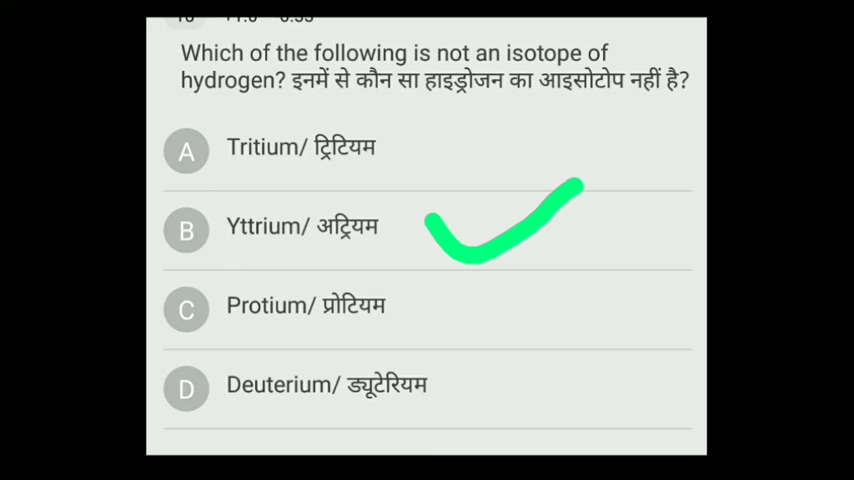 Which of the following is not an isotope of
hydrogen? इनमें से कौन सा हाइड्रोजन का आइसोटोप नहीं है?
A Tritium/ ट्रिटियम
B Yttrium/ अट्रियम
C Protium/ प्रोटियम
D Deuterium/ ड्यूटेरियम